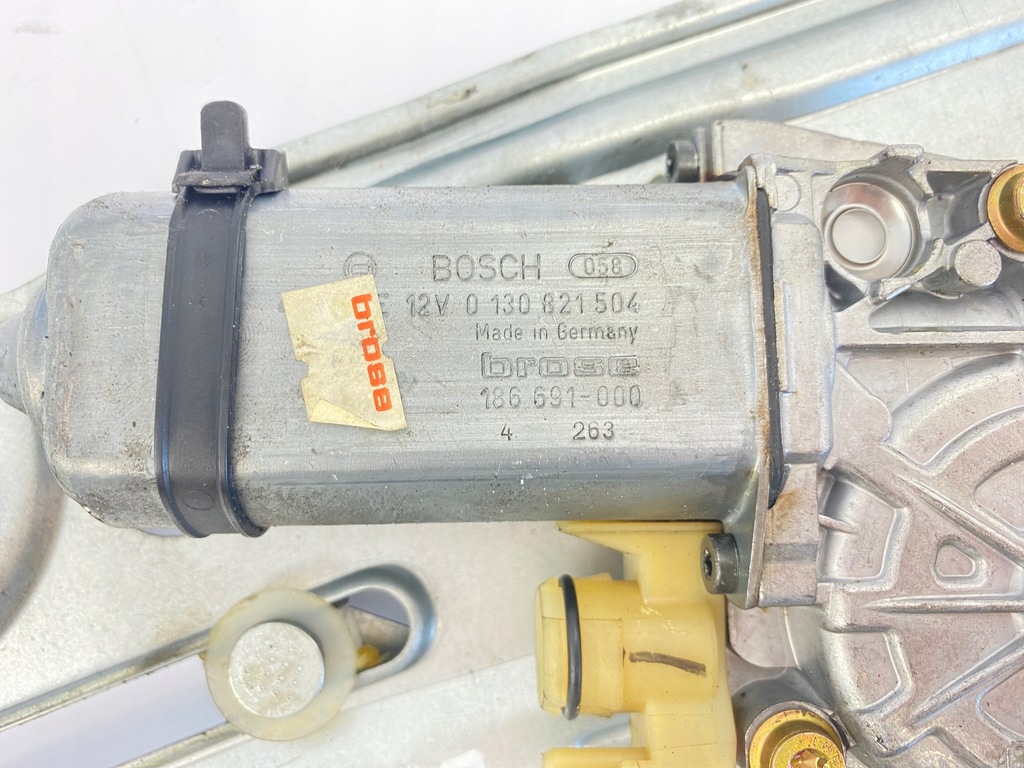 BOSCH 058
E 12V 0 130 821 504
Made in Germany
brose
186 691-000
4 263
brose